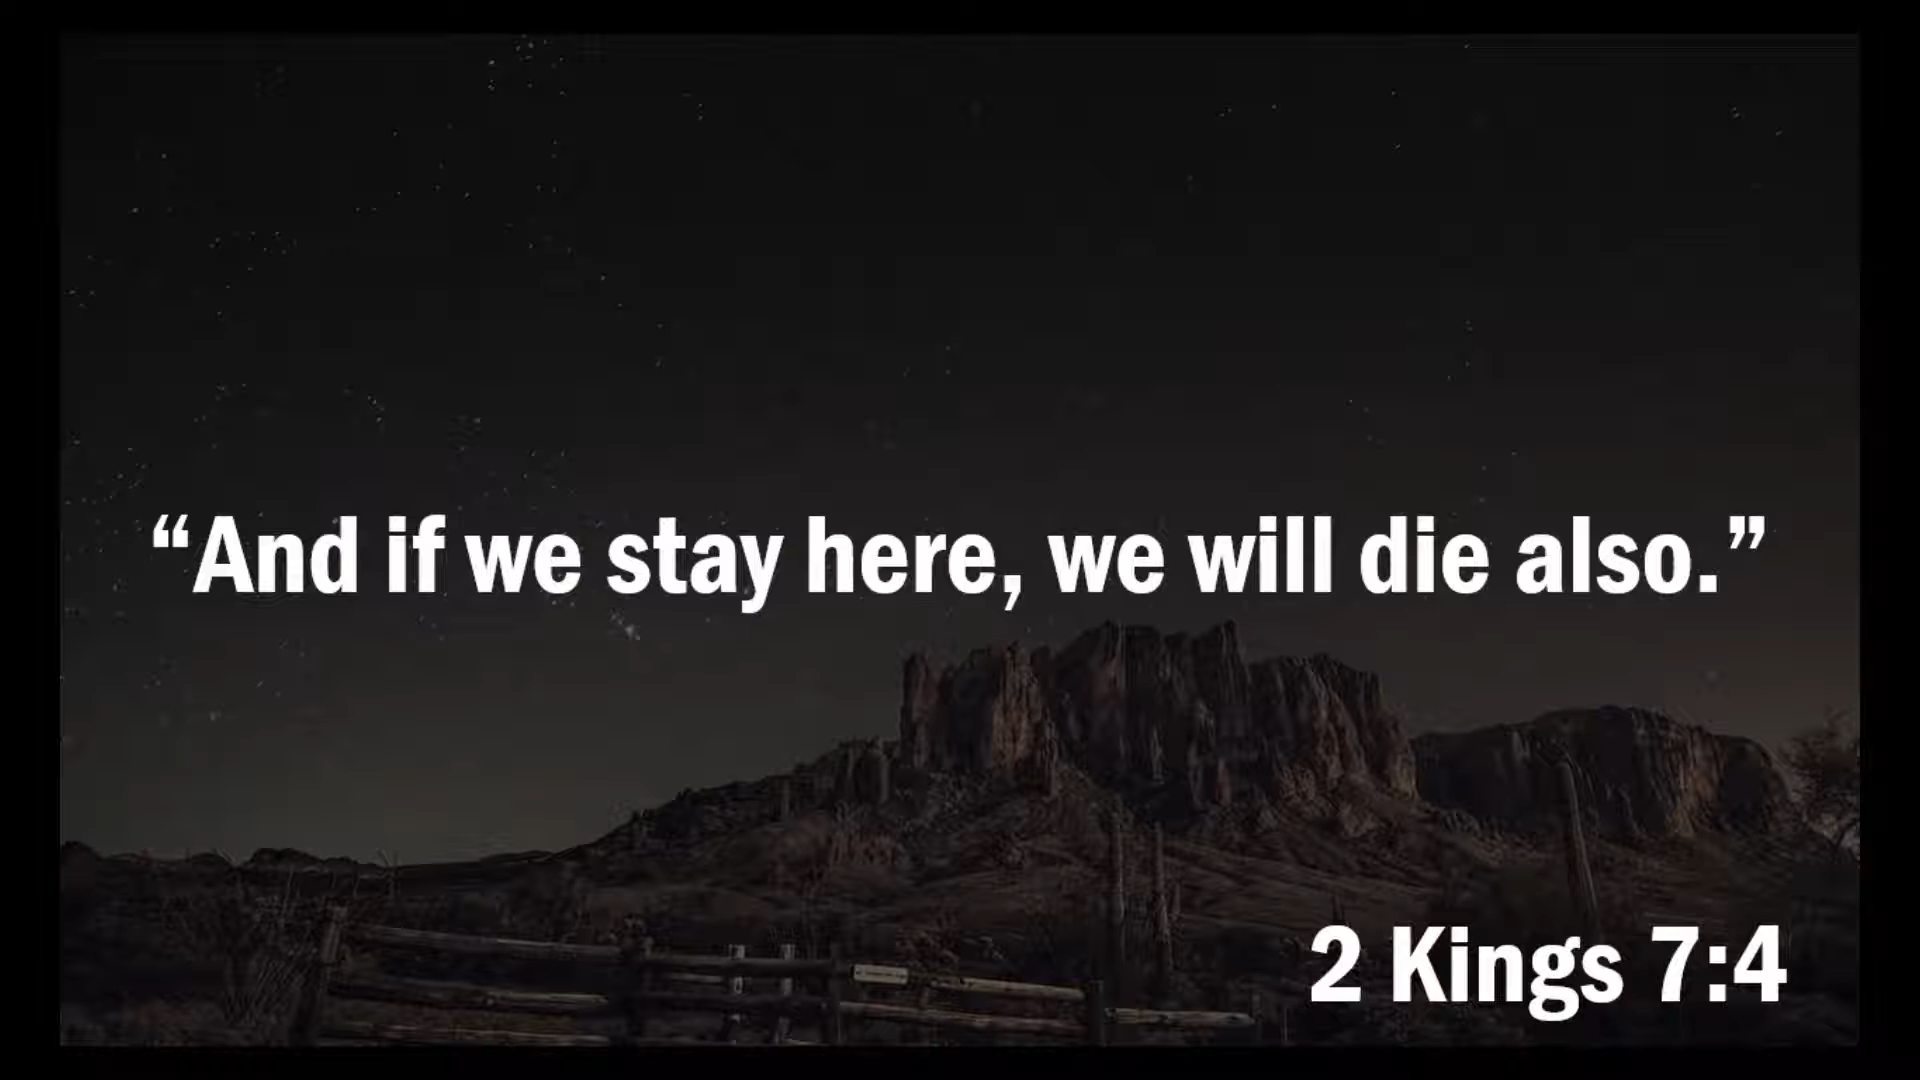 “And if we stay here, we will die also.”
2 Kings 7:4